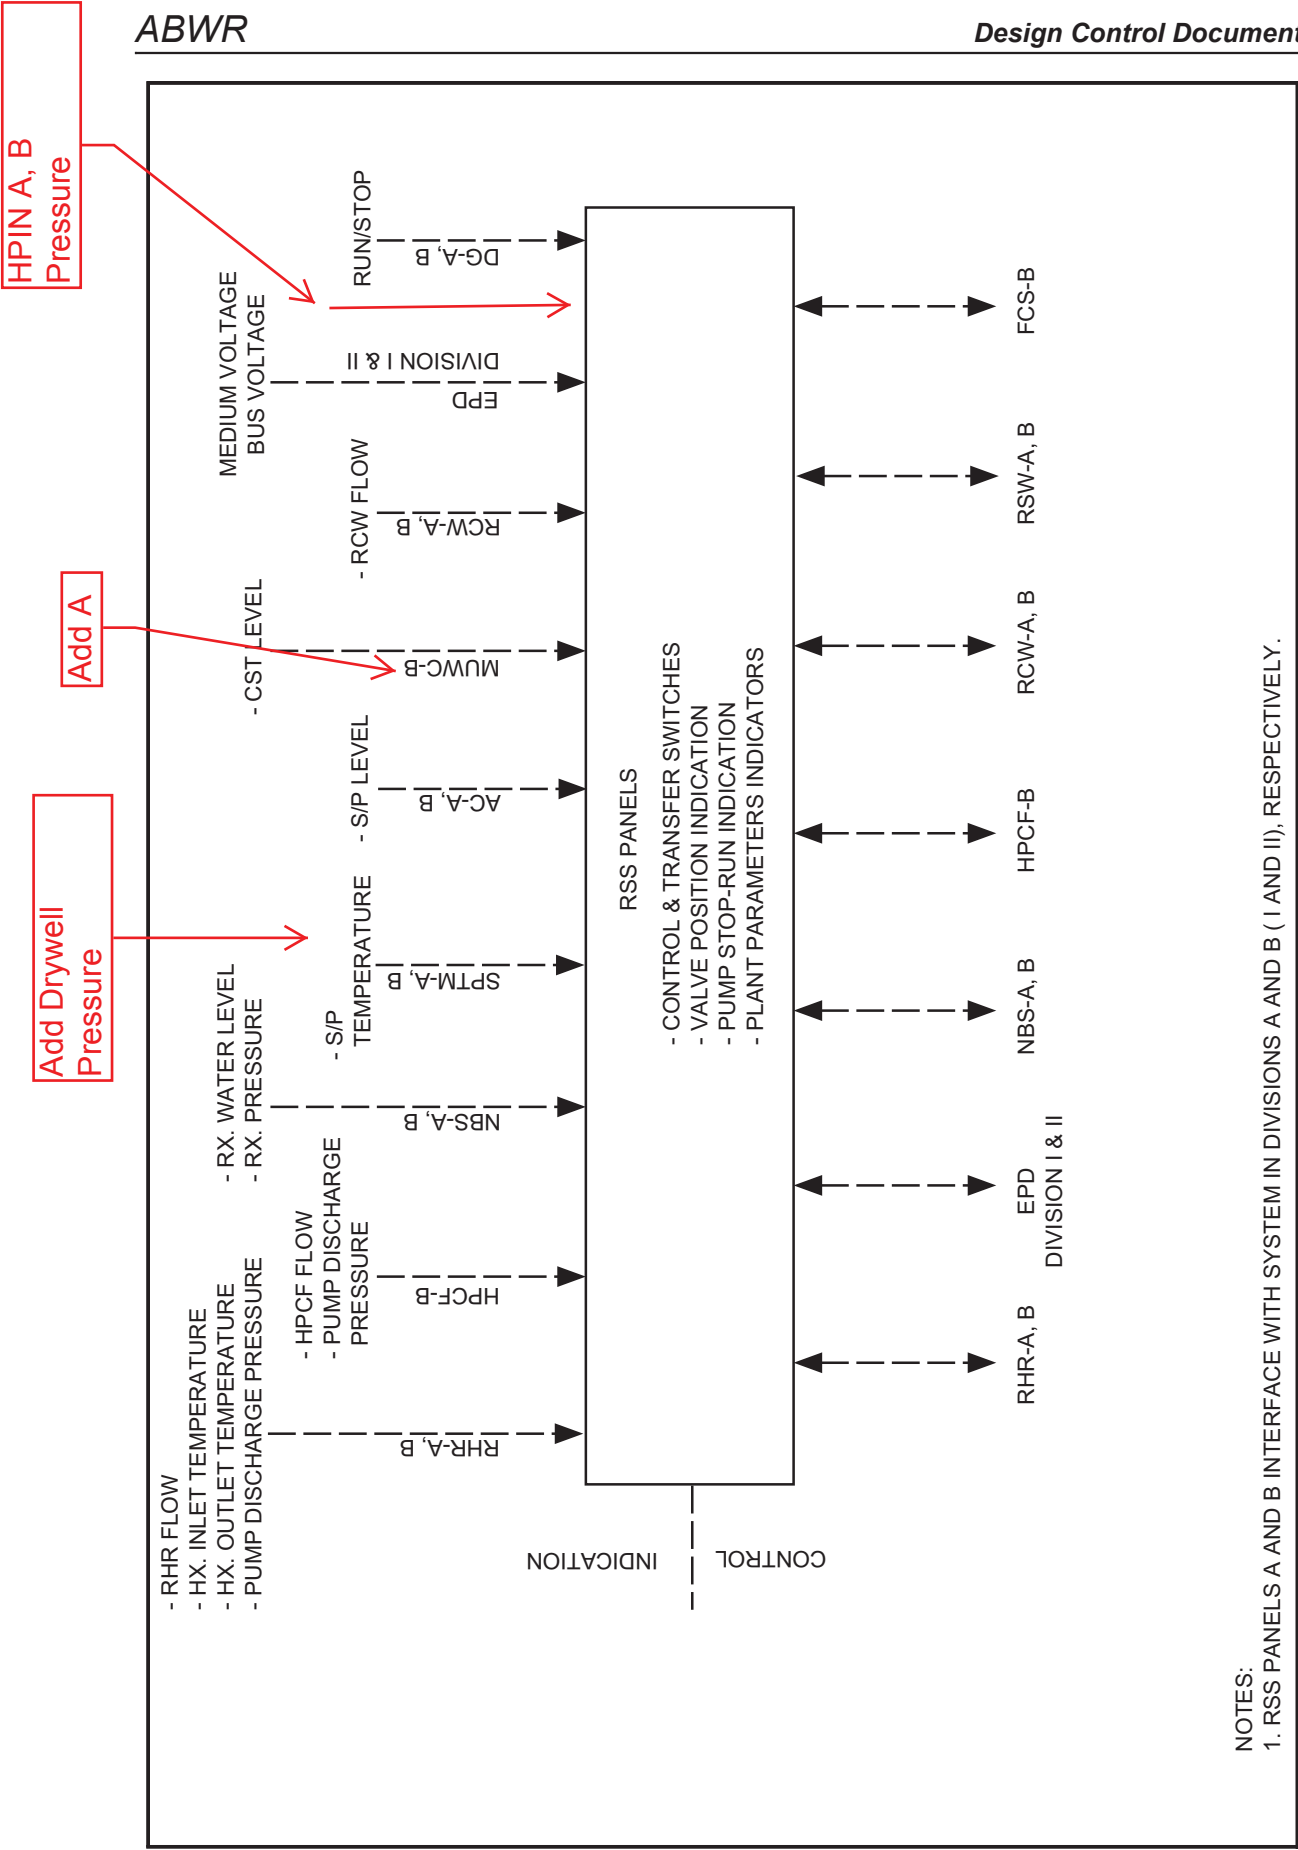 ABWR
Design Control Document
HPIN A, B
Pressure
Add A
Add Drywell
Pressure
- RHR FLOW
- HX. INLET TEMPERATURE
- HX. OUTLET TEMPERATURE
- PUMP DISCHARGE PRESSURE
RHR-A, B
- HPCF FLOW
- PUMP DISCHARGE
PRESSURE
HPCF-B
- RX. WATER LEVEL
- RX. PRESSURE
NBS-A, B
- S/P
TEMPERATURE
SPTM-A, B
- S/P LEVEL
AC-A, B
- CST LEVEL
MUWC-B
- RCW FLOW
RCW-A, B
MEDIUM VOLTAGE
BUS VOLTAGE
DIVISION I & II
EPD
RUN/STOP
DG-A, B
INDICATION
CONTROL
RSS PANELS
- CONTROL & TRANSFER SWITCHES
- VALVE POSITION INDICATION
- PUMP STOP-RUN INDICATION
- PLANT PARAMETERS INDICATORS
RHR-A, B
EPD
DIVISION I & II
NBS-A, B
HPCF-B
RCW-A, B
RSW-A, B
FCS-B
NOTES:
1. RSS PANELS A AND B INTERFACE WITH SYSTEM IN DIVISIONS A AND B ( I AND II), RESPECTIVELY.